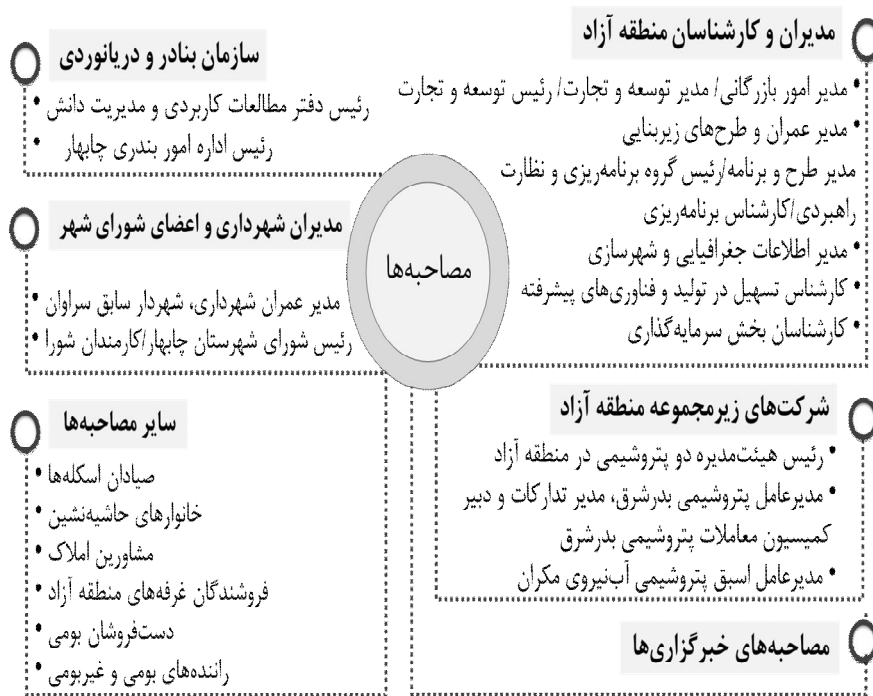 مدیران و کارشناسان منطقه آزاد
• مدیر امور بازرگانی/ مدیر توسعه و تجارت/ رئیس توسعه و تجارت
• مدیر عمران و طرح‌های زیربنایی
مدیر طرح و برنامه/رئیس گروه برنامه‌ریزی و نظارت
راهبردی/کارشناس برنامه‌ریزی
• مدیر اطلاعات جغرافیایی و شهرسازی
• کارشناس تسهیل در تولید و فناوری‌های پیشرفته
• کارشناسان بخش سرمایه‌گذاری
شرکت‌های زیرمجموعه منطقه آزاد
• رئیس هیئت‌مدیره دو پتروشیمی در منطقه آزاد
• مدیرعامل پتروشیمی بدرشرق، مدیر تدارکات و دبیر
کمیسیون معاملات پتروشیمی بدرشرق
• مدیرعامل اسبق پتروشیمی آب‌نیروی مکران
مصاحبه‌های خبرگزاری‌ها
مصاحبه‌ها
سازمان بنادر و دریانوردی
رئیس دفتر مطالعات کاربردی و مدیریت دانش •
رئیس اداره امور بندری چابهار •
مدیران شهرداری و اعضای شورای شهر
مدیر عمران شهرداری، شهردار سابق سراوان •
رئیس شورای شهرستان چابهار/کارمندان شورا •
سایر مصاحبه‌ها
صیادان اسکله‌ها •
خانوارهای حاشیه‌نشین •
مشاورین املاک •
فروشندگان غرفه‌های منطقه آزاد •
دست‌فروشان بومی •
راننده‌های بومی و غیربومی •